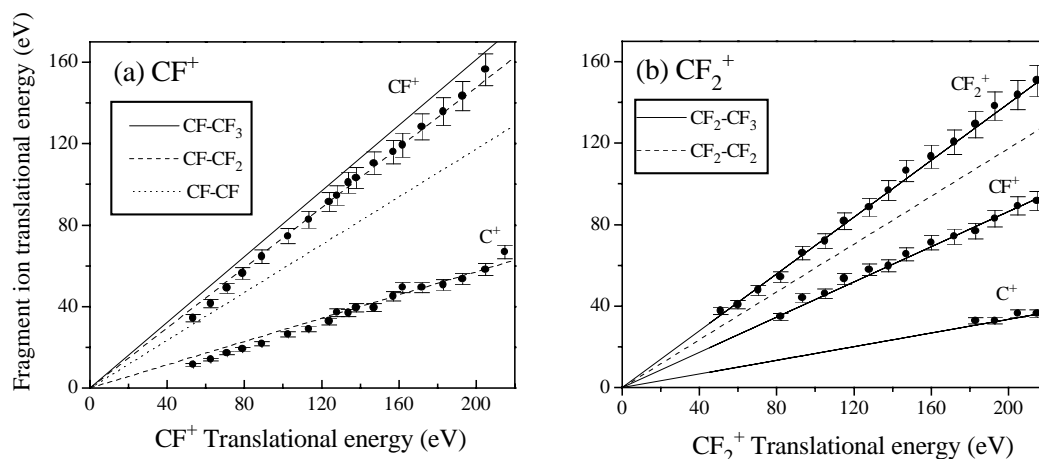 Fragment ion translational energy (eV)
160
120
80
40
0
(a) CF⁺
CF-CF₃
CF-CF₂
CF-CF
CF⁺
C⁺
0 40 80 120 160 200
CF⁺ Translational energy (eV)
160
120
80
40
0
(b) CF₂⁺
CF₂-CF₃
CF₂-CF₂
CF₂⁺
CF⁺
C⁺
0 40 80 120 160 200
CF₂⁺ Translational energy (eV)